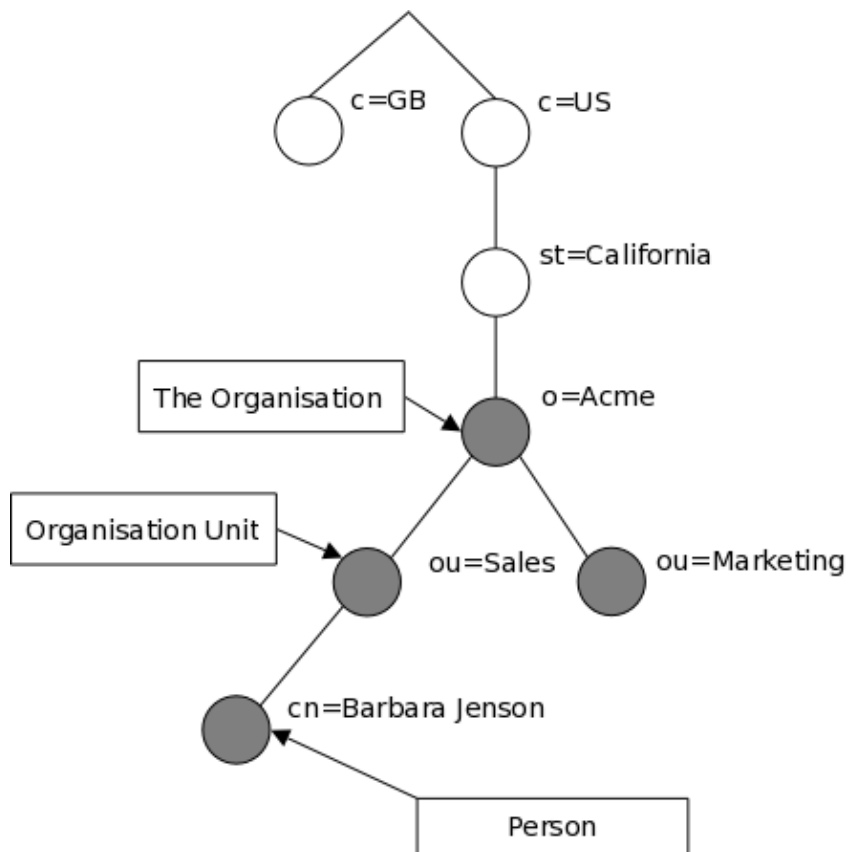 c=GB
c=US
st=California
The Organisation
o=Acme
Organisation Unit
ou=Sales
ou=Marketing
cn=Barbara Jenson
Person